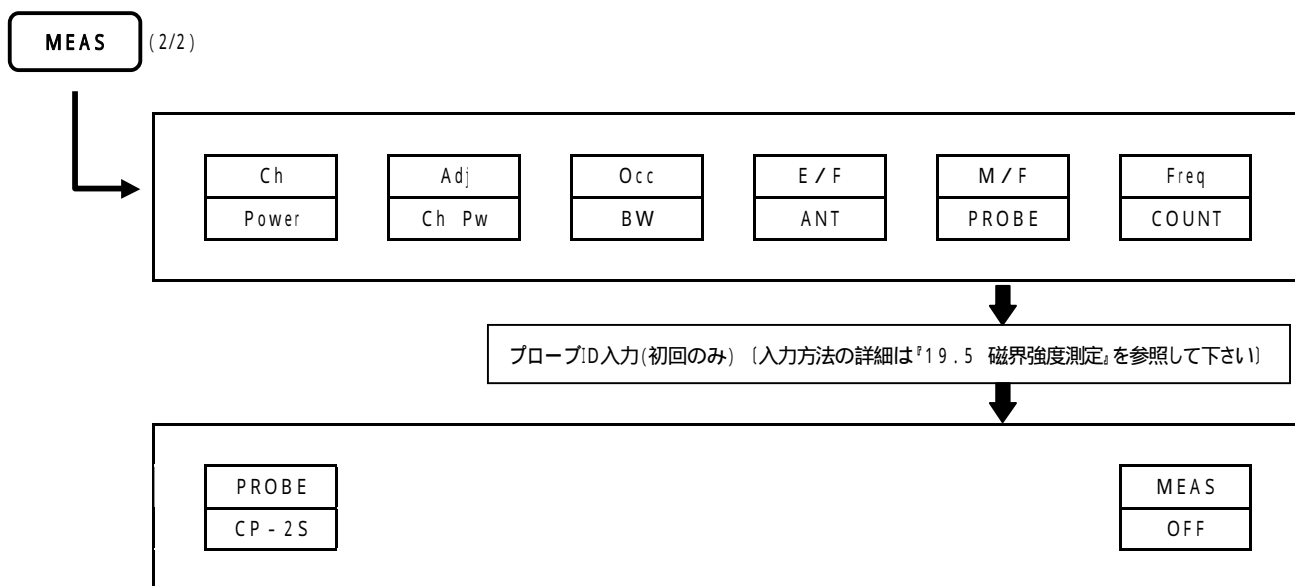 MEAS (2/2)
Ch Adj Occ E/F M/F Freq
Power Ch Pw BW ANT PROBE COUNT
プローブID入力(初回のみ) 〔入力方法の詳細は『19.5 磁界強度測定』を参照して下さい〕
PROBE MEAS
CP-2S OFF